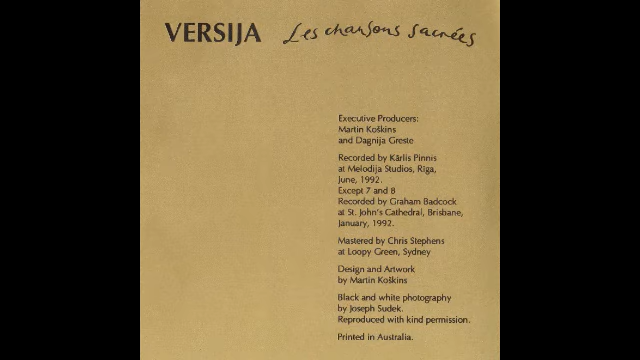 VERSIJA Les chansons sacrées
Executive Producers:
Martin Koškins
and Dagnija Greste
Recorded by Kārlis Pinnis
at Melodija Studios, Rīga,
June, 1992.
Except 7 and 8
Recorded by Graham Badcock
at St. John's Cathedral, Brisbane,
January, 1992.
Mastered by Chris Stephens
at Loopy Green, Sydney
Design and Artwork
by Martin Koškins
Black and white photography
by Joseph Sudek.
Reproduced with kind permission.
Printed in Australia.